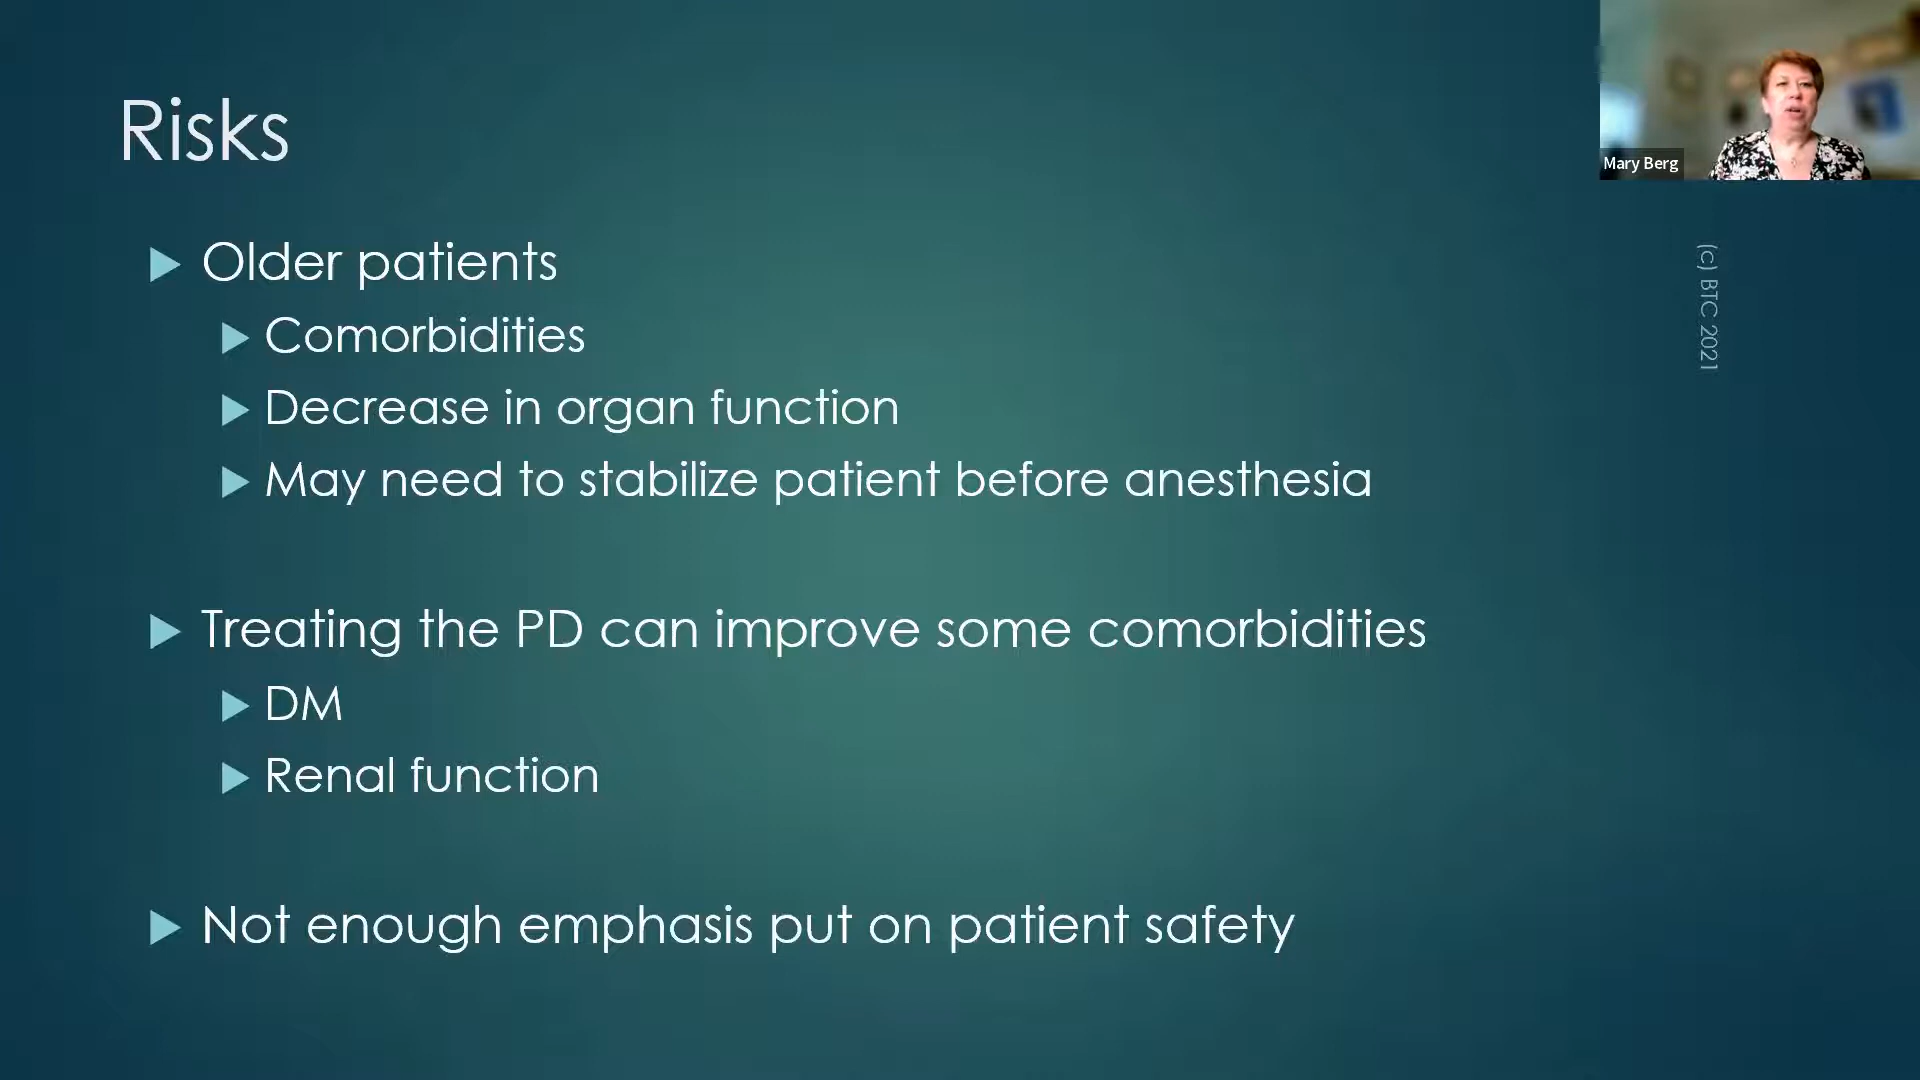 Risks
Older patients
Comorbidities
Decrease in organ function
May need to stabilize patient before anesthesia
Treating the PD can improve some comorbidities
DM
Renal function
Not enough emphasis put on patient safety
Mary Berg
(c) BTC 2021